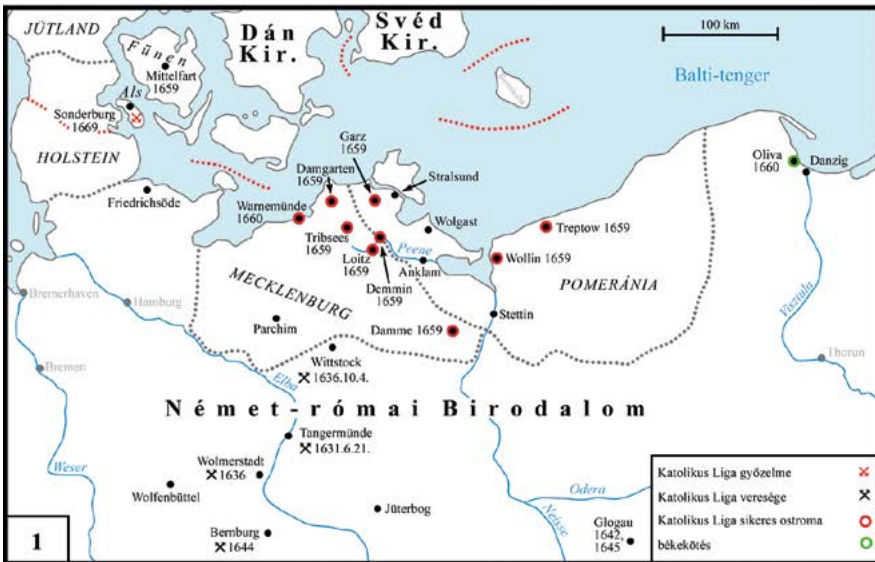 JÜTLAND
Fünen
Mittelfart
1659
Dán
Kir.
Svéd
Kir.
100 km
Balti-tenger
Als
Sonderburg
1669
HOLSTEIN
Friedrichsöde
Garz
1659
Damgarten
1659
Stralsund
Warnemünde
1660
Tribsees
1659
Wolgast
Peene
Loitz
1659
Anklam
Demmin
1659
Oliva
1660
Danzig
Treptow 1659
Wollin 1659
POMERÁNIA
Visztula
MECKLENBURG
Bremerhaven
Hamburg
Parchim
Damme 1659
Stettin
Thorun
Bremen
Elba
Wittstock
1636.10.4.
Német-római Birodalom
Weser
Tangermünde
1631.6.21.
Wolmerstadt
1636
Wolfenbüttel
Jüterbog
Bernburg
1644
Odera
Neisse
Glogau
1642,
1645
Katolikus Liga győzelme
Katolikus Liga veresége
Katolikus Liga sikeres ostroma
békekötés
1